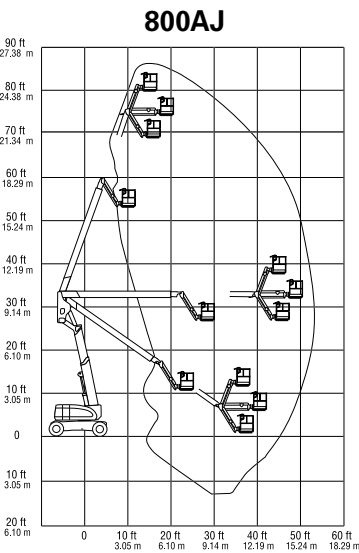 800AJ
90 ft
27.38 m
80 ft
24.38 m
70 ft
21.34 m
60 ft
18.29 m
50 ft
15.24 m
40 ft
12.19 m
30 ft
9.14 m
20 ft
6.10 m
10 ft
3.05 m
0
10 ft
3.05 m
20 ft
6.10 m
0 10 ft 20 ft 30 ft 40 ft 50 ft 60 ft
3.05 m 6.10 m 9.14 m 12.19 m 15.24 m 18.29 m